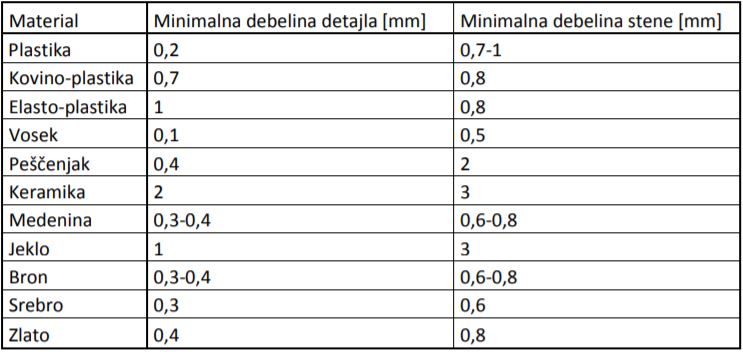 Material Minimalna debelina detajla [mm] Minimalna debelina stene [mm]
Plastika 0,2 0,7-1
Kovino-plastika 0,7 0,8
Elasto-plastika 1 0,8
Vosek 0,1 0,5
Peščenjak 0,4 2
Keramika 2 3
Medenina 0,3-0,4 0,6-0,8
Jeklo 1 3
Bron 0,3-0,4 0,6-0,8
Srebro 0,3 0,6
Zlato 0,4 0,8